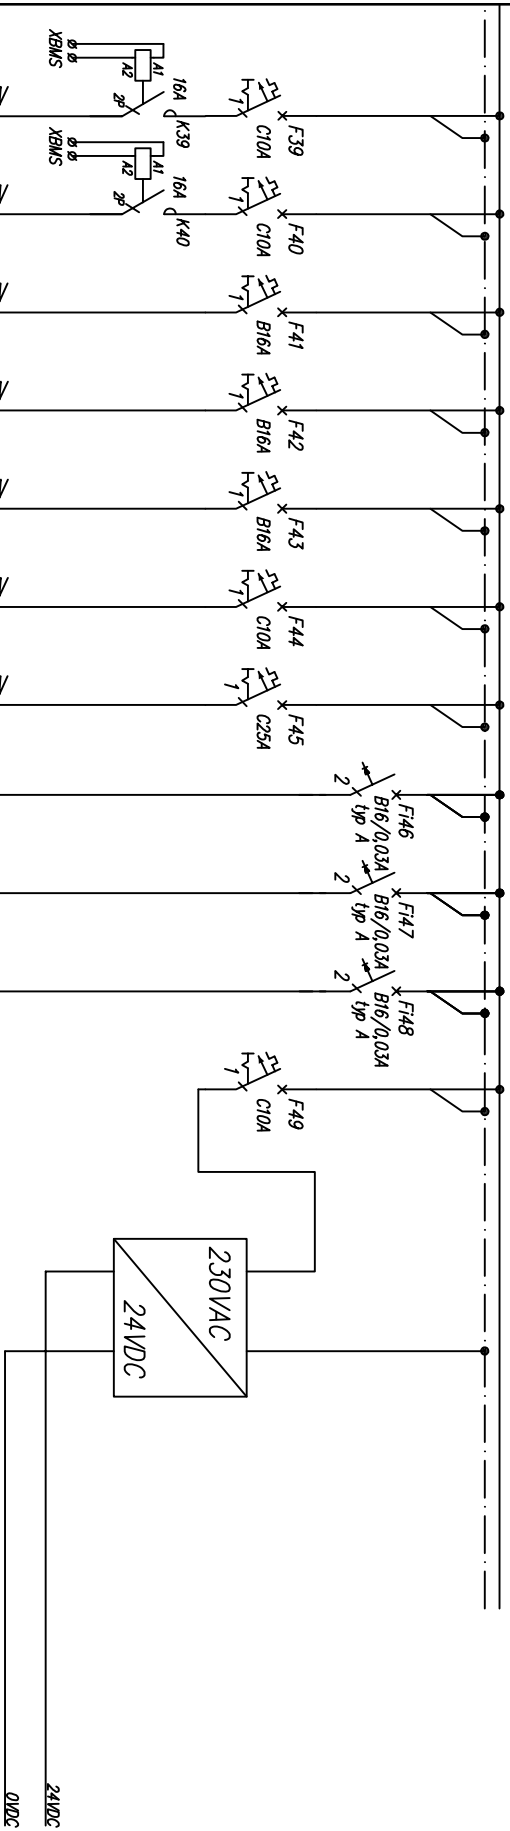 XBMS
A1
A2
2P
16A
K39
1
F39
C10A
XBMS
A1
A2
2P
16A
K40
1
F40
C10A
1
F41
B16A
1
F42
B16A
1
F43
B16A
1
F44
C10A
1
F45
C25A
2
Fi46
B16/0,03A
typ A
2
Fi47
B16/0,03A
typ A
2
Fi48
B16/0,03A
typ A
1
F49
C10A
230VAC
24VDC
24VDC
0VDC